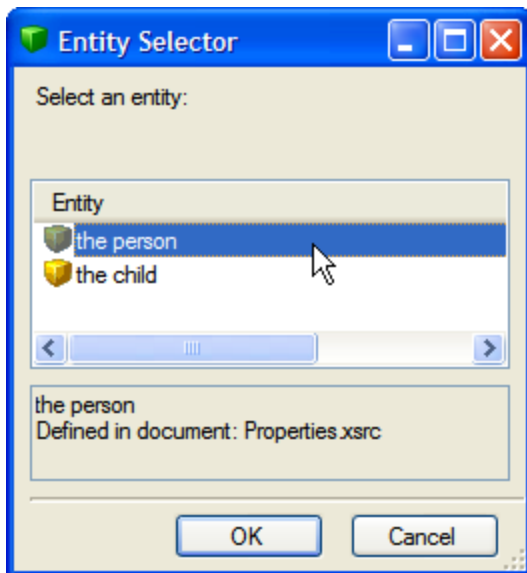 Entity Selector
Select an entity:
Entity
the person
the child
the person
Defined in document: Properties.xsrc
OK
Cancel